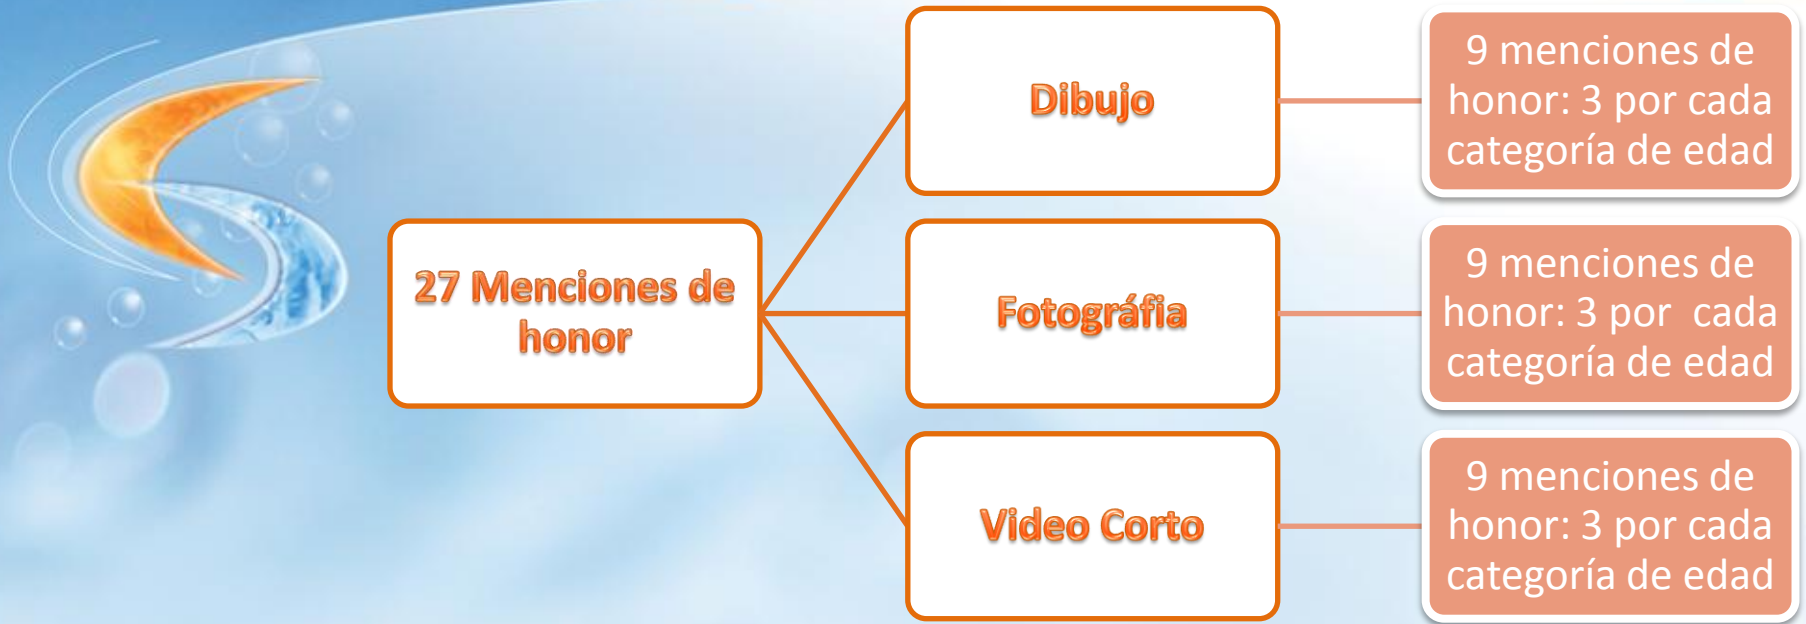 27 Menciones de
honor
Dibujo
9 menciones de
honor: 3 por cada
categoría de edad
Fotográfia
9 menciones de
honor: 3 por  cada
categoría de edad
Video Corto
9 menciones de
honor: 3 por cada
categoría de edad